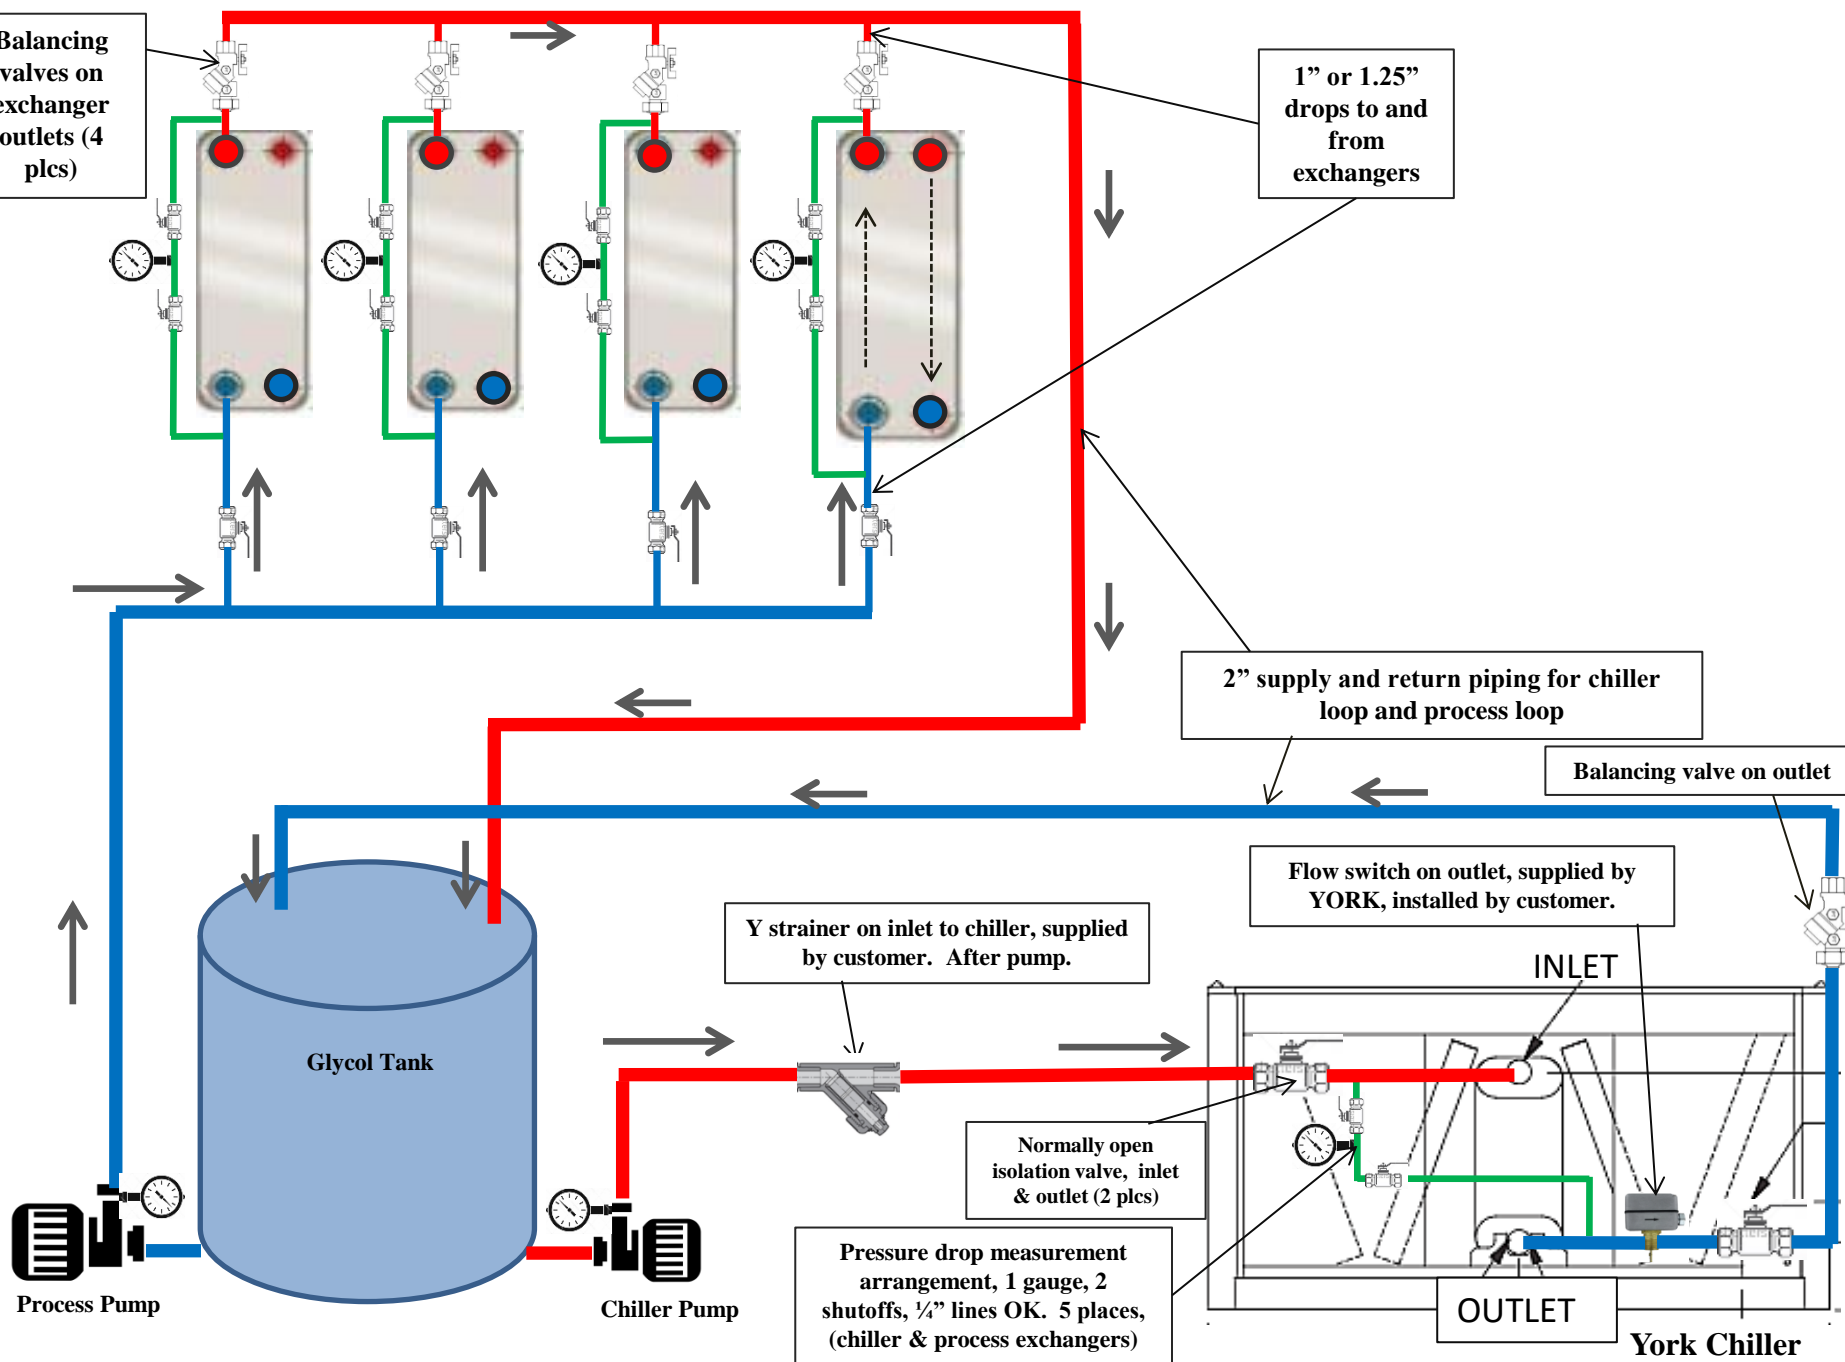 Balancing
valves on
exchanger
outlets (4
plcs)
1” or 1.25”
drops to and
from
exchangers
2” supply and return piping for chiller
loop and process loop
Balancing valve on outlet
Flow switch on outlet, supplied by
YORK, installed by customer.
Y strainer on inlet to chiller, supplied
by customer.  After pump.
INLET
Glycol Tank
Normally open
isolation valve,  inlet
& outlet (2 plcs)
Pressure drop measurement
arrangement, 1 gauge, 2
shutoffs, ¼” lines OK.  5 places,
(chiller & process exchangers)
Process Pump
Chiller Pump
OUTLET
York Chiller